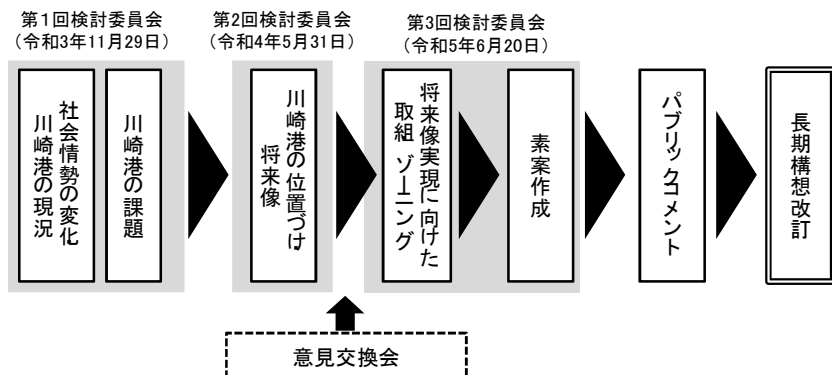 第1回検討委員会
（令和3年11月29日）
第2回検討委員会
（令和4年5月31日）
第3回検討委員会
（令和5年6月20日）
社会情勢の変化
川崎港の現況
川崎港の課題
川崎港の位置づけ
将来像
将来像実現に向けた
取組 ゾーニング
素案作成
パブリックコメント
長期構想改訂
意見交換会